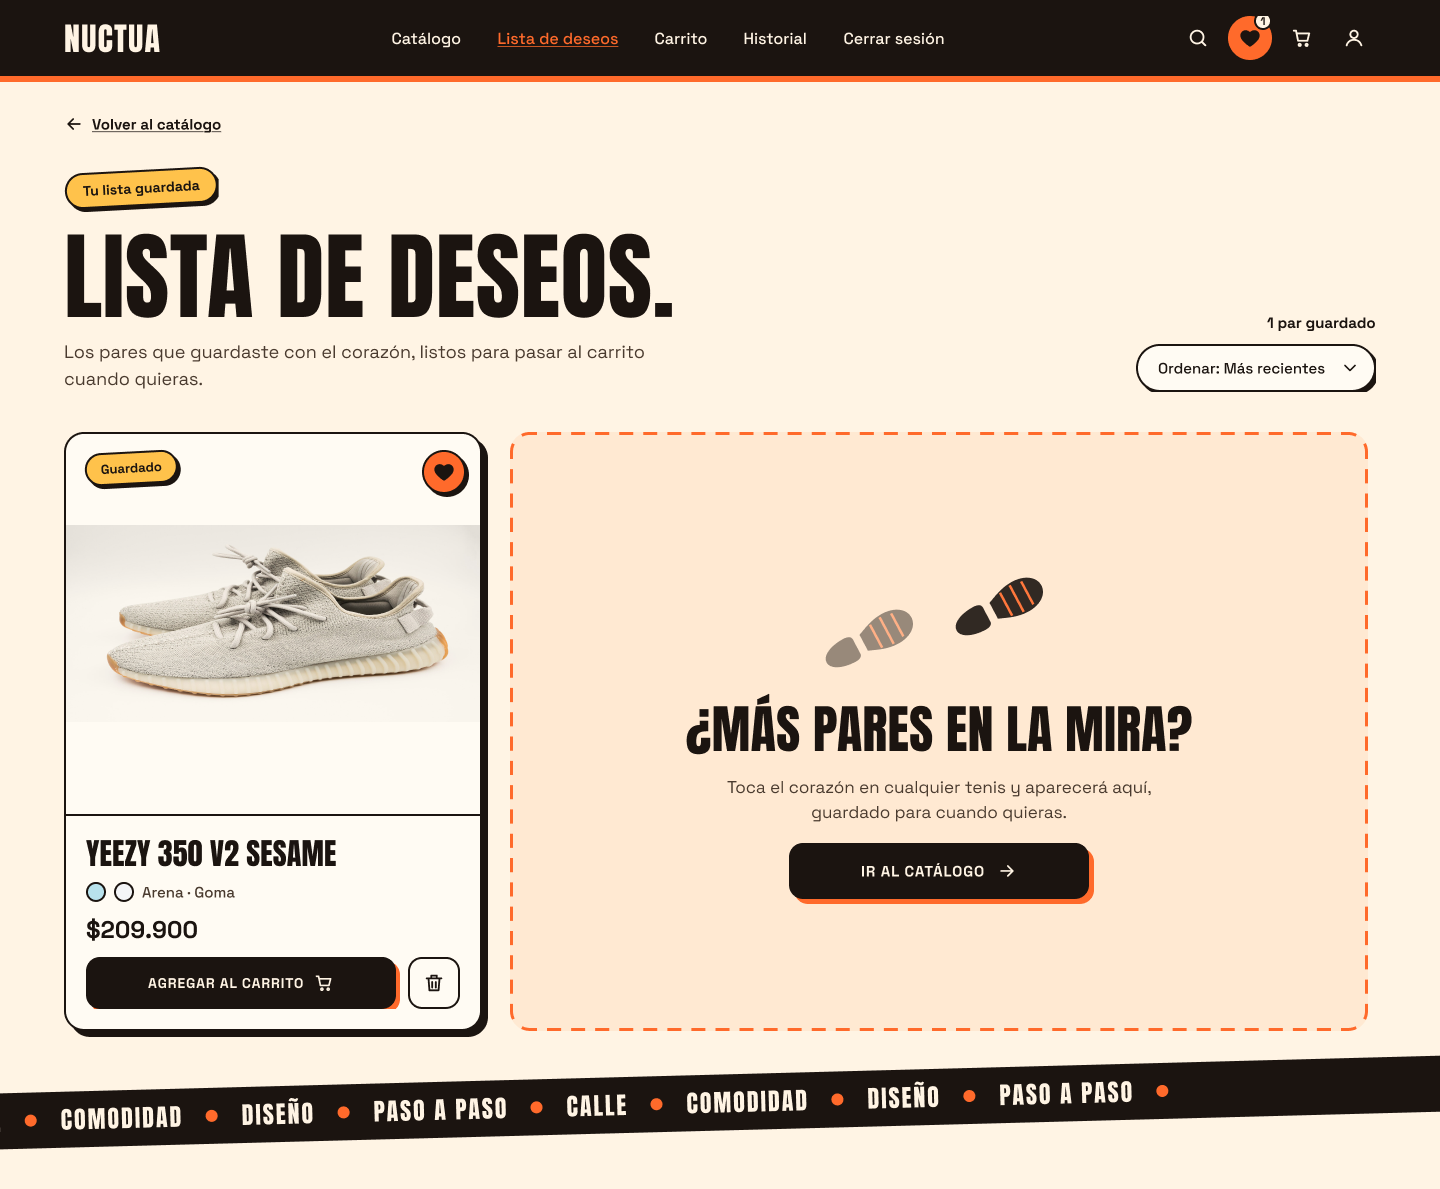 NUCTUA
Catálogo
Lista de deseos
Carrito
Historial
Cerrar sesión
1
Volver al catálogo
Tu lista guardada
LISTA DE DESEOS.
Los pares que guardaste con el corazón, listos para pasar al carrito
cuando quieras.
1 par guardado
Ordenar: Más recientes
Guardado
YEEZY 350 V2 SESAME
Arena · Goma
$209.900
AGREGAR AL CARRITO
¿MÁS PARES EN LA MIRA?
Toca el corazón en cualquier tenis y aparecerá aquí,
guardado para cuando quieras.
IR AL CATÁLOGO
COMODIDAD • DISEÑO • PASO A PASO • CALLE • COMODIDAD • DISEÑO • PASO A PASO •